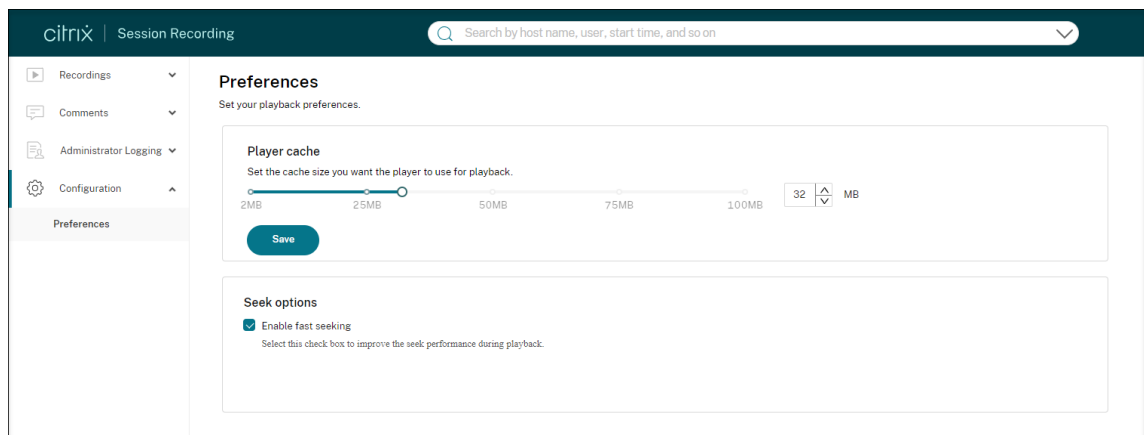 citrix | Session Recording
Search by host name, user, start time, and so on
Recordings
Comments
Administrator Logging
Configuration
Preferences
Preferences
Set your playback preferences.
Player cache
Set the cache size you want the player to use for playback.
2MB 25MB 50MB 75MB 100MB
32 MB
Save
Seek options
Enable fast seeking
Select this check box to improve the seek performance during playback.